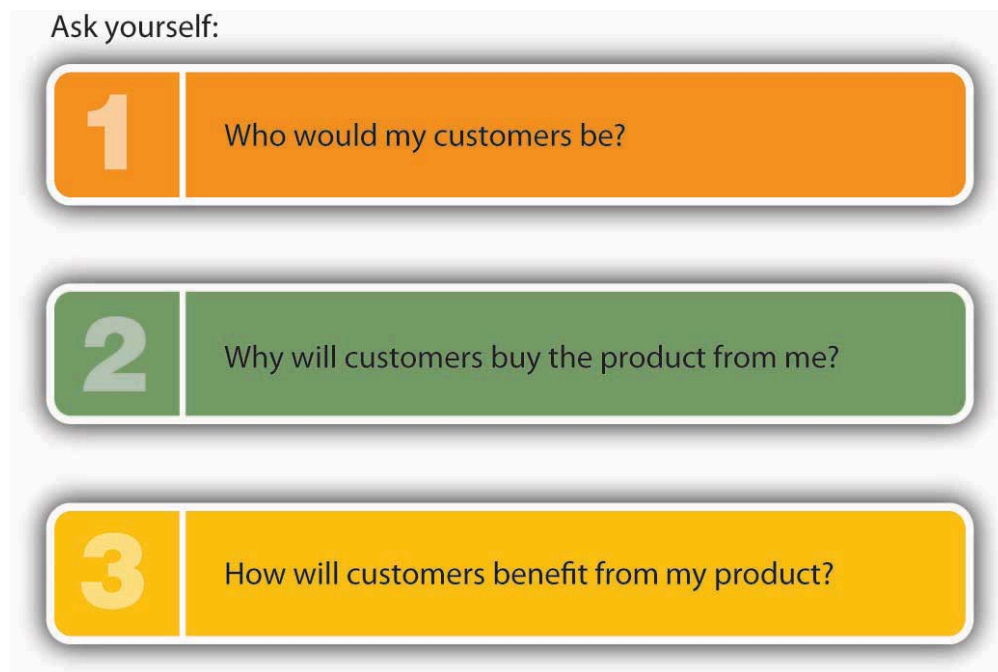 Ask yourself:
1 Who would my customers be?
2 Why will customers buy the product from me?
3 How will customers benefit from my product?